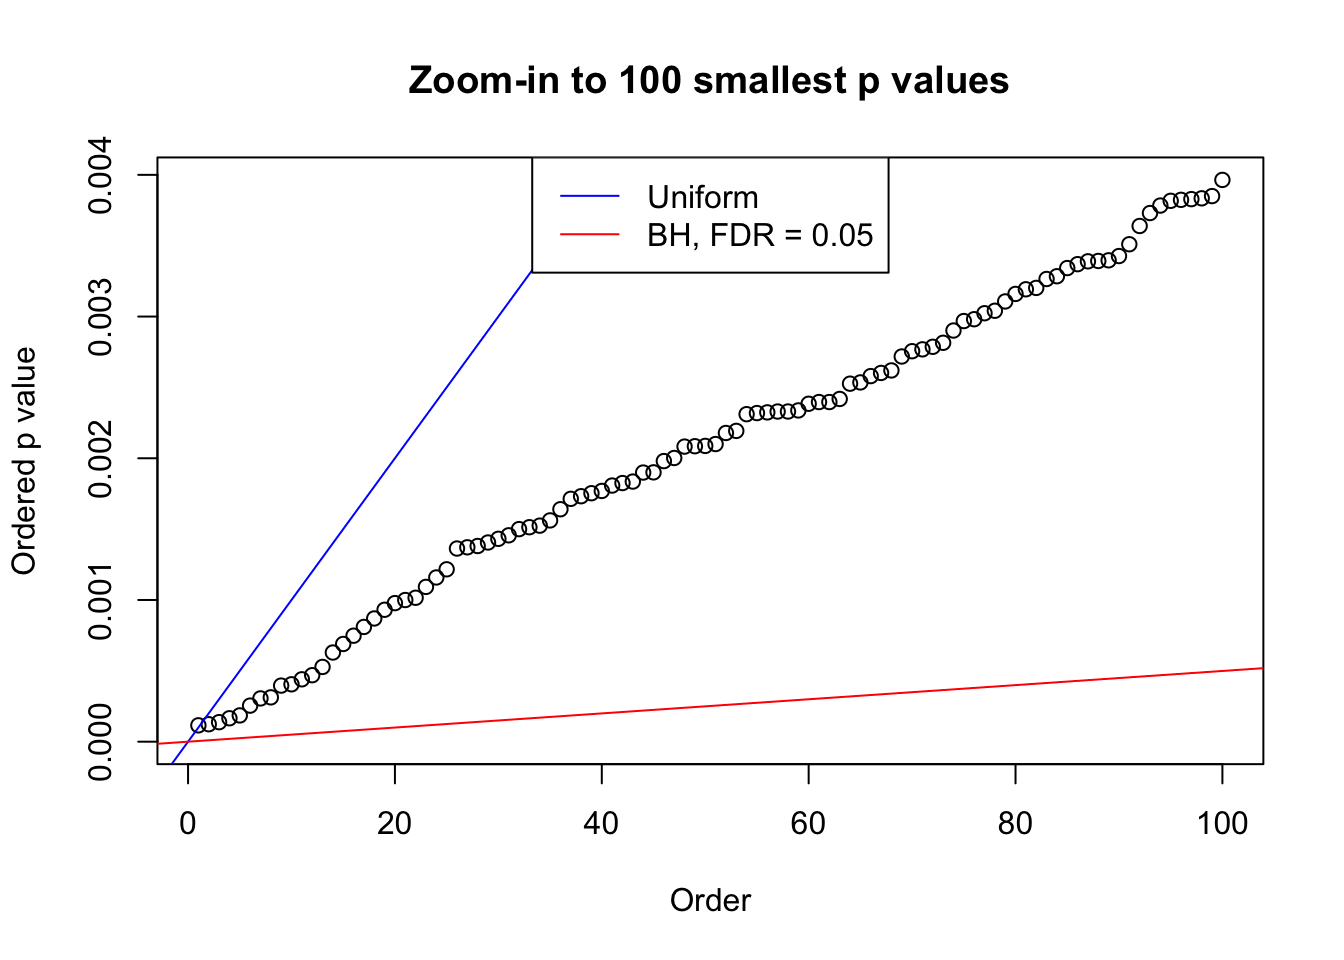 Zoom-in to 100 smallest p values
Uniform
BH, FDR = 0.05
Ordered p value
0.004
0.003
0.002
0.001
0.000
0 20 40 60 80 100
Order